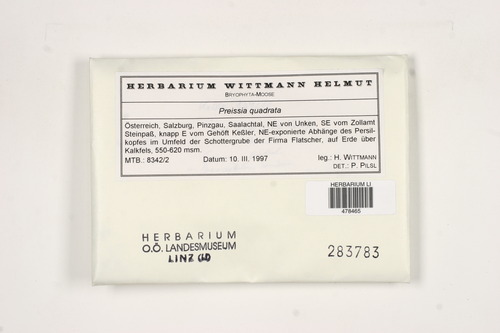 HERBARIUM WITTMANN HELMUT
BRYOPHYTA-MOOSE
Preissia quadrata
Österreich, Salzburg, Pinzgau, Saalachtal, NE von Unken, SE vom Zollamt
Steinpaß, knapp E vom Gehöft Keßler, NE-exponierte Abhänge des Persil-
kopfes im Umfeld der Schottergrube der Firma Flatscher, auf Erde über
Kalkfels, 550-620 msm.
MTB.: 8342/2 Datum: 10. III. 1997 leg.: H. WITTMANN
DET.: P. PILSL
HERBARIUM LI
478465
HERBARIUM
O.Ö. LANDESMUSEUM
LINZ (LI)
283783